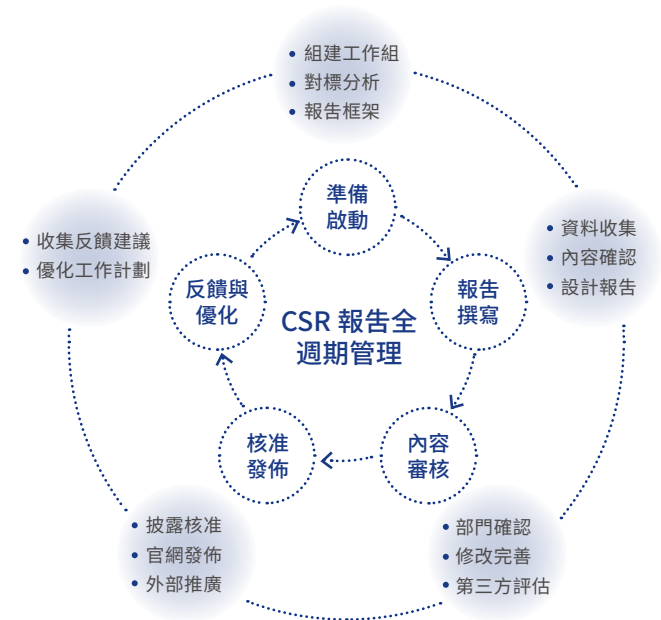 組建工作組
對標分析
報告框架
準備
啟動
收集反饋建議
優化工作計劃
資料收集
內容確認
設計報告
反饋與
優化
CSR 報告全
週期管理
報告
撰寫
核准
發佈
內容
審核
披露核准
官網發佈
外部推廣
部門確認
修改完善
第三方評估